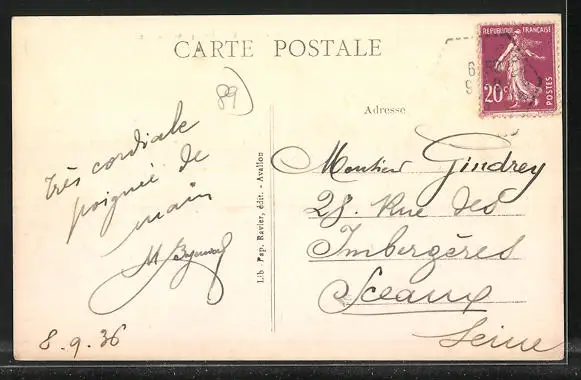 CARTE POSTALE
REPUBLIQUE FRANÇAISE
20c
POSTES
89
Adresse
très cordiale
poignée de
main
8.9.36
Lib. Pap. Ravier, édit. - Avallon
Monsieur Gindrey
28. Rue des
Imbergères
Sceaux
Seine